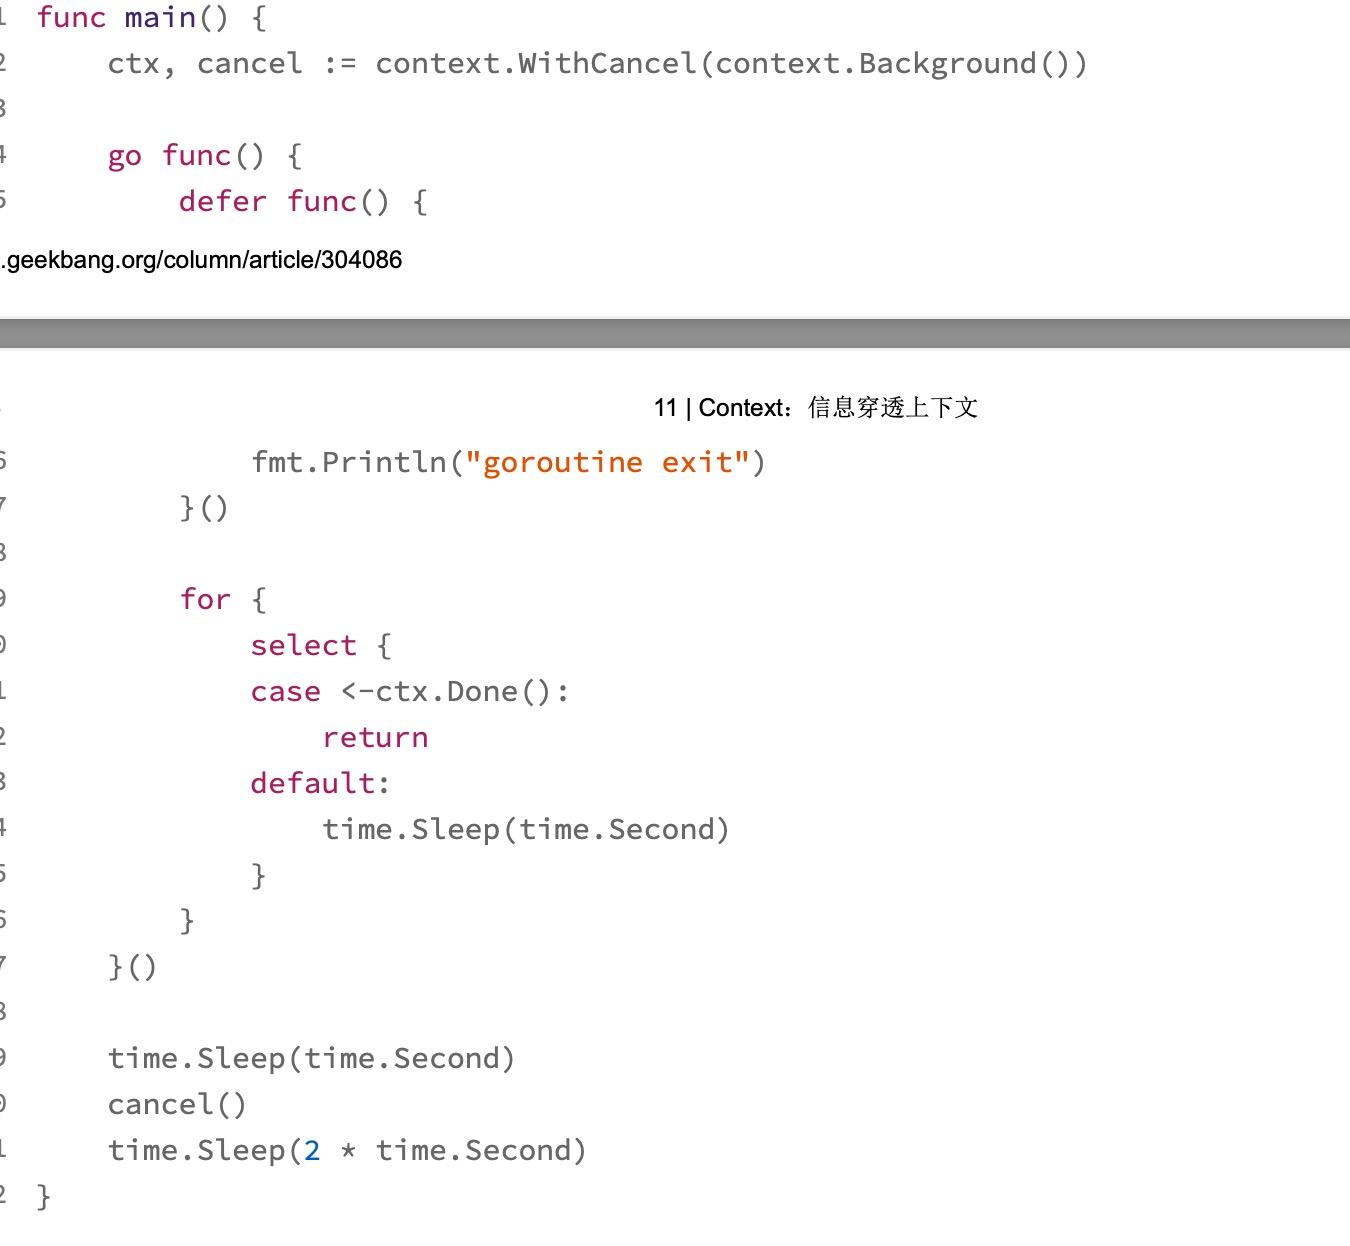 1 func main() {
2     ctx, cancel := context.WithCancel(context.Background())
3
4     go func() {
5         defer func() {
.geekbang.org/column/article/304086
11 | Context：信息穿透上下文
6             fmt.Println("goroutine exit")
7         }()
8
9         for {
0             select {
1             case <-ctx.Done():
2                 return
3             default:
4                 time.Sleep(time.Second)
5             }
6         }
7     }()
8
9     time.Sleep(time.Second)
0     cancel()
1     time.Sleep(2 * time.Second)
2 }